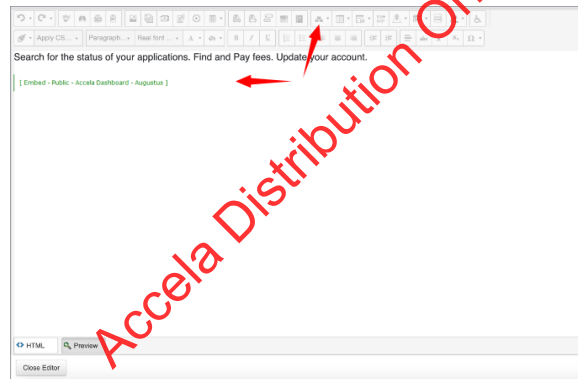 Apply CS...
Paragraph...
Real font ...
B I U
Search for the status of your applications. Find and Pay fees. Update your account.
[ Embed - Public - Accela Dashboard - Augustus ]
Accela Distribution
HTML
Preview
Close Editor